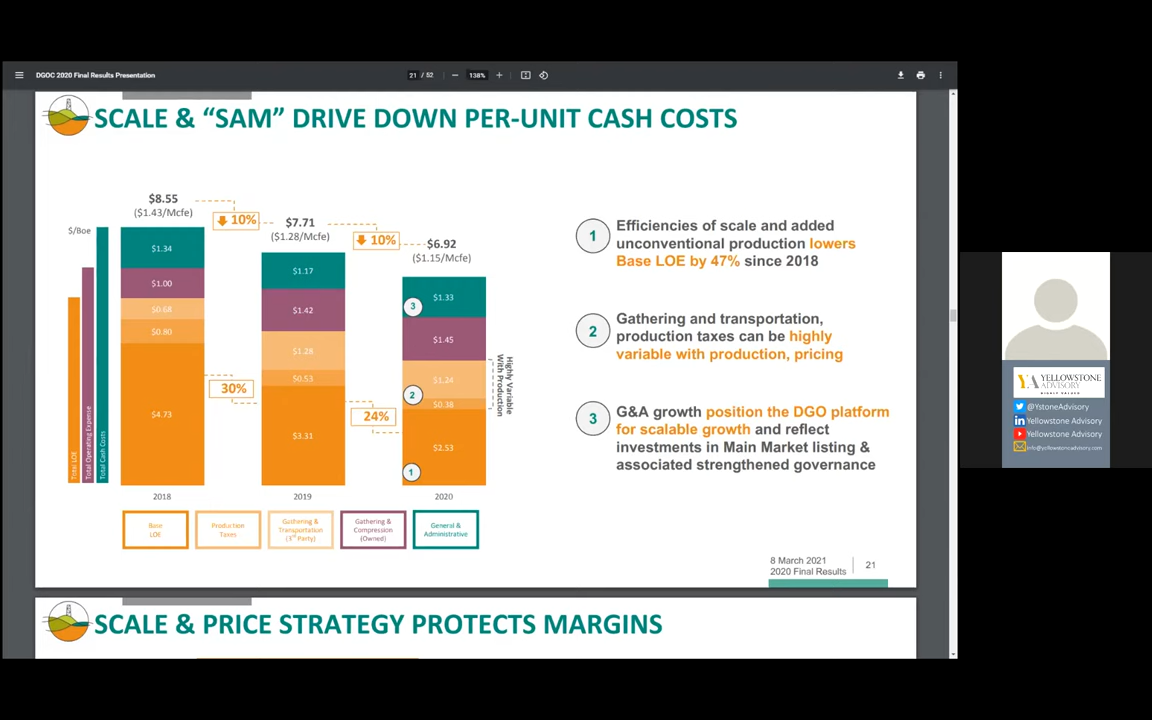 DGOC 2020 Final Results Presentation
21 / 52
138%
SCALE & “SAM” DRIVE DOWN PER-UNIT CASH COSTS
$/Boe
Total LOE
Total Operating Expense
Total Cash Costs
$8.55
($1.43/Mcfe)
10%
$7.71
($1.28/Mcfe)
10%
$6.92
($1.15/Mcfe)
$1.34
$1.00
$0.68
$0.80
$4.73
30%
$1.17
$1.42
$1.28
$0.53
$3.31
24%
3
$1.33
$1.45
$1.24
2
$0.38
$2.53
1
Highly Variable
With Production
2018
2019
2020
Base
LOE
Production
Taxes
Gathering &
Transportation
(3rd Party)
Gathering &
Compression
(Owned)
General &
Administrative
1
Efficiencies of scale and added
unconventional production lowers
Base LOE by 47% since 2018
2
Gathering and transportation,
production taxes can be highly
variable with production, pricing
3
G&A growth position the DGO platform
for scalable growth and reflect
investments in Main Market listing &
associated strengthened governance
8 March 2021
2020 Final Results
21
SCALE & PRICE STRATEGY PROTECTS MARGINS
YELLOWSTONE
ADVISORY
@YstoneAdvisory
Yellowstone Advisory
Yellowstone Advisory
info@yellowstoneadvisory.com